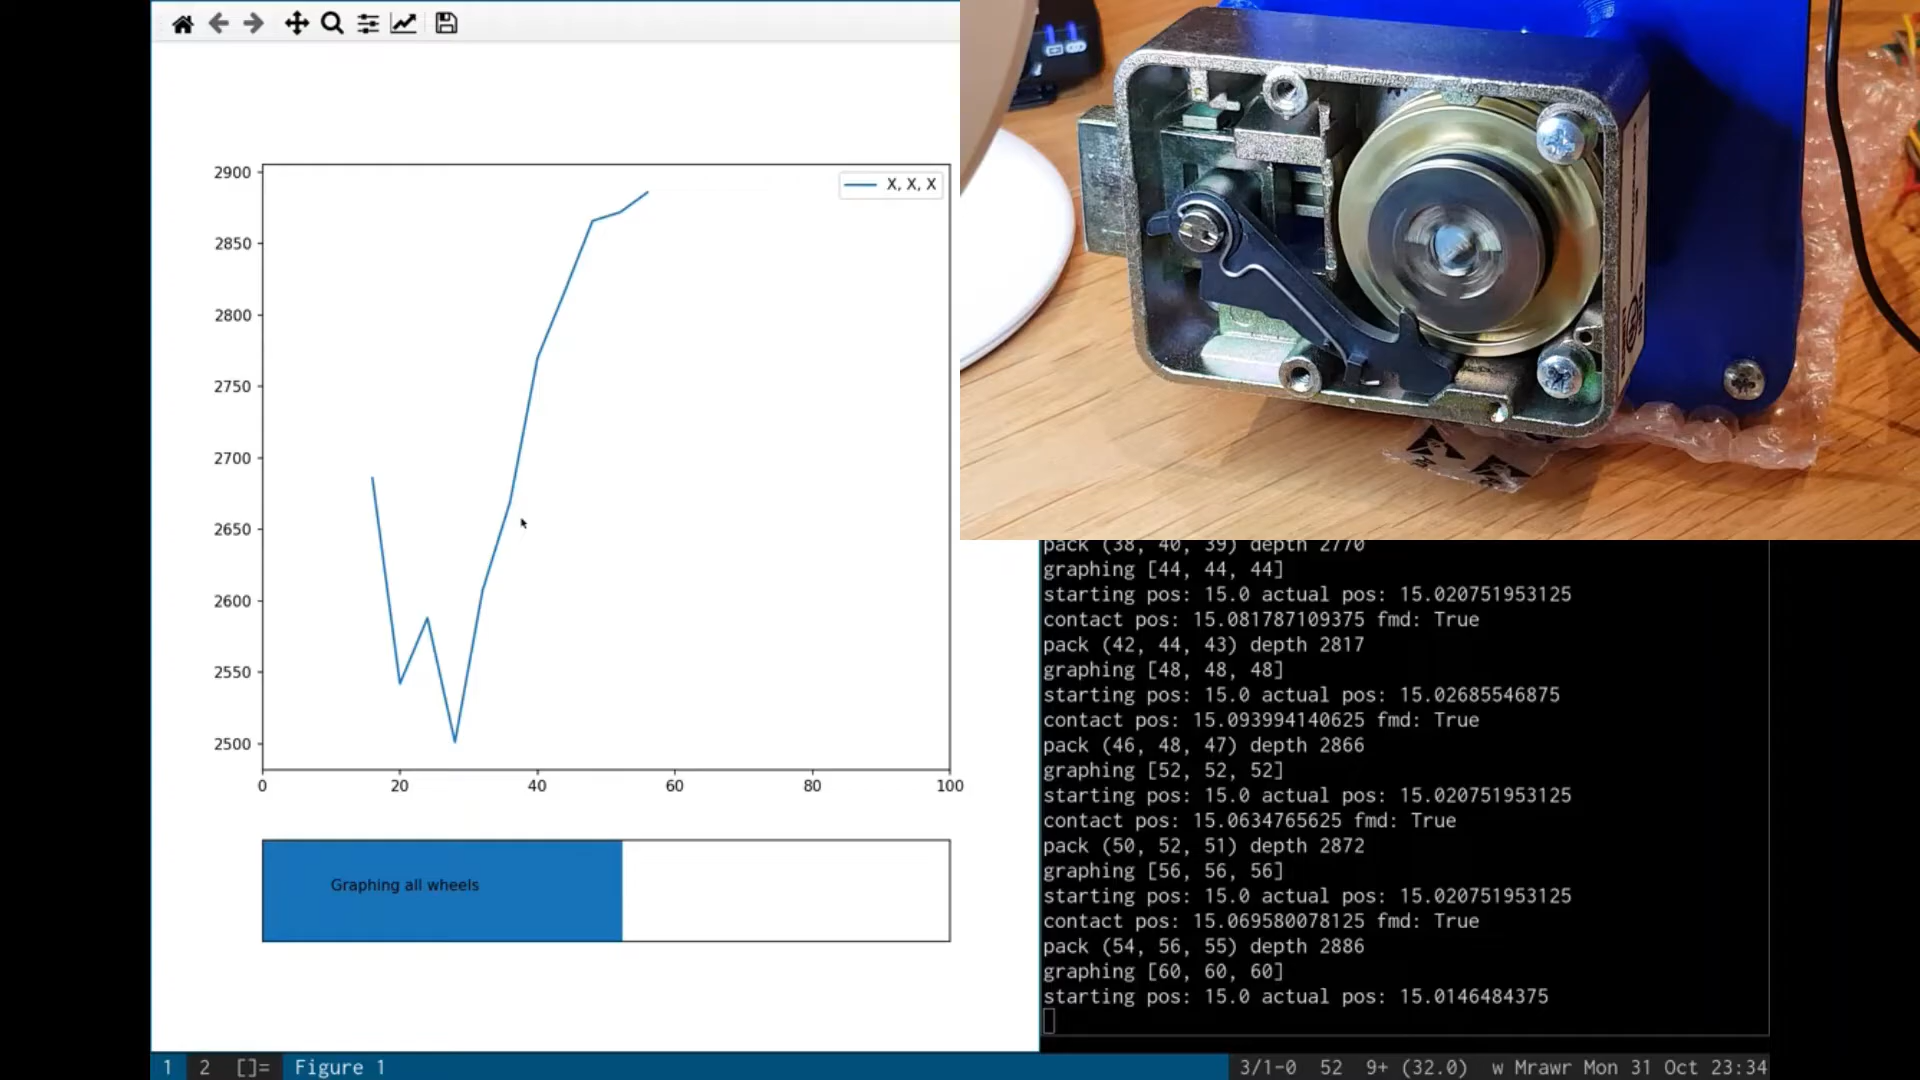 2900
2850
2800
2750
2700
2650
2600
2550
2500
0 20 40 60 80 100
X, X, X
Graphing all wheels
pack (38, 40, 39) depth 2770
graphing [44, 44, 44]
starting pos: 15.0 actual pos: 15.020751953125
contact pos: 15.081787109375 fmd: True
pack (42, 44, 43) depth 2817
graphing [48, 48, 48]
starting pos: 15.0 actual pos: 15.02685546875
contact pos: 15.093994140625 fmd: True
pack (46, 48, 47) depth 2866
graphing [52, 52, 52]
starting pos: 15.0 actual pos: 15.020751953125
contact pos: 15.0634765625 fmd: True
pack (50, 52, 51) depth 2872
graphing [56, 56, 56]
starting pos: 15.0 actual pos: 15.020751953125
contact pos: 15.069580078125 fmd: True
pack (54, 56, 55) depth 2886
graphing [60, 60, 60]
starting pos: 15.0 actual pos: 15.0146484375
1 2 []= Figure 1 3/1-0 52 9+ (32.0) w Mrawr Mon 31 Oct 23:34